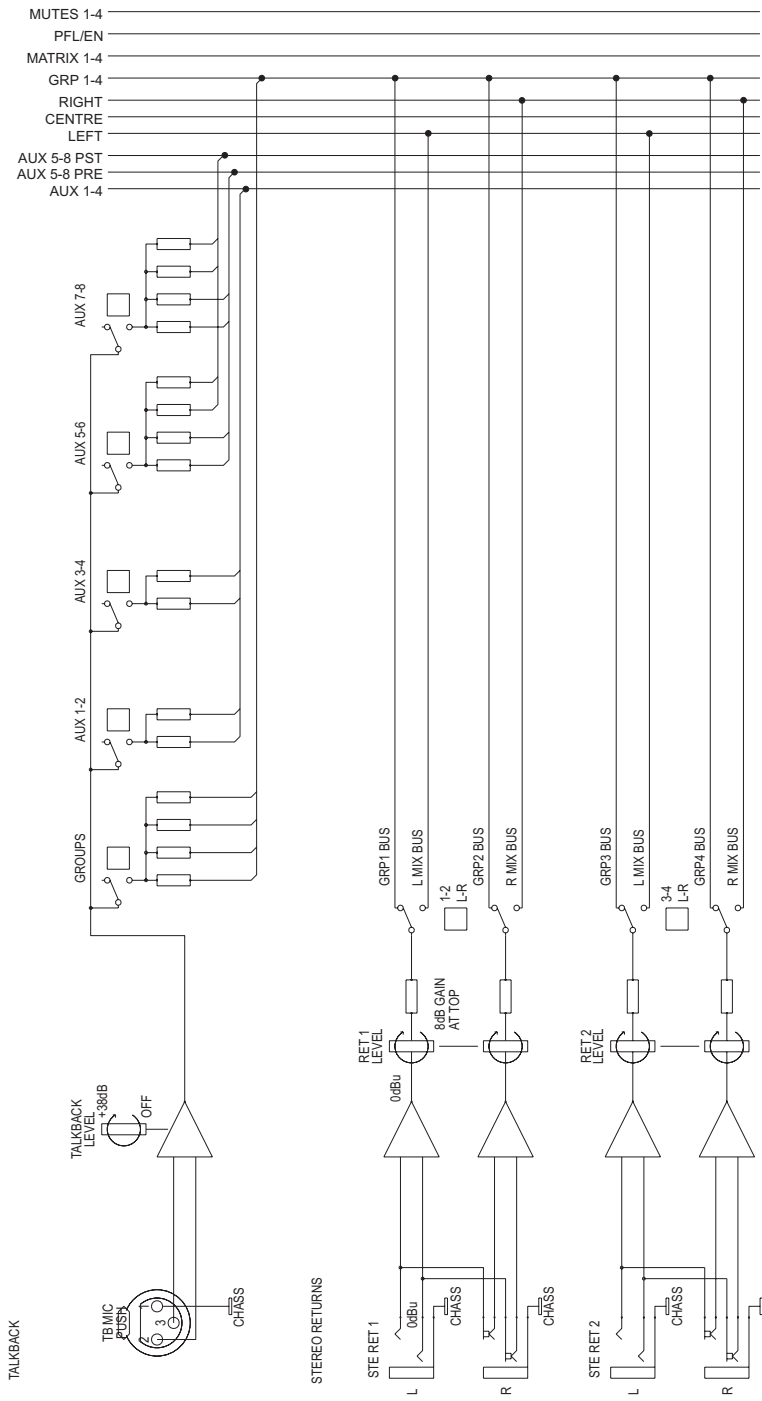 MUTES 1-4
PFL/EN
MATRIX 1-4
GRP 1-4
RIGHT
CENTRE
LEFT
AUX 5-8 PST
AUX 5-8 PRE
AUX 1-4
TALKBACK
TB MIC
PUSH
1
2
3
CHASS
TALKBACK
LEVEL
+38dB
OFF
GROUPS
AUX 1-2
AUX 3-4
AUX 5-6
AUX 7-8
STEREO RETURNS
STE RET 1
L
0dBu
CHASS
R
CHASS
0dBu
RET 1
LEVEL
8dB GAIN
AT TOP
GRP1 BUS
L MIX BUS
1-2
L-R
GRP2 BUS
R MIX BUS
STE RET 2
L
CHASS
R
RET 2
LEVEL
GRP3 BUS
L MIX BUS
3-4
L-R
GRP4 BUS
R MIX BUS